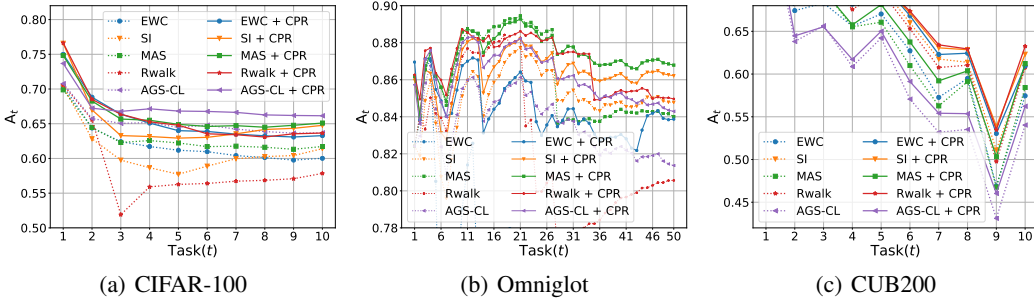 0.80
0.75
0.70
0.65
0.60
0.55
0.50
A_t
EWC
SI
MAS
Rwalk
AGS-CL
EWC + CPR
SI + CPR
MAS + CPR
Rwalk + CPR
AGS-CL + CPR
1 2 3 4 5 6 7 8 9 10
Task(t)
(a) CIFAR-100
0.90
0.88
0.86
0.84
0.82
0.80
0.78
A_t
EWC
SI
MAS
Rwalk
AGS-CL
EWC + CPR
SI + CPR
MAS + CPR
Rwalk + CPR
AGS-CL + CPR
1 6 11 16 21 26 31 36 41 46 50
Task(t)
(b) Omniglot
0.65
0.60
0.55
0.50
0.45
A_t
EWC
SI
MAS
Rwalk
AGS-CL
EWC + CPR
SI + CPR
MAS + CPR
Rwalk + CPR
AGS-CL + CPR
1 2 3 4 5 6 7 8 9 10
Task(t)
(c) CUB200